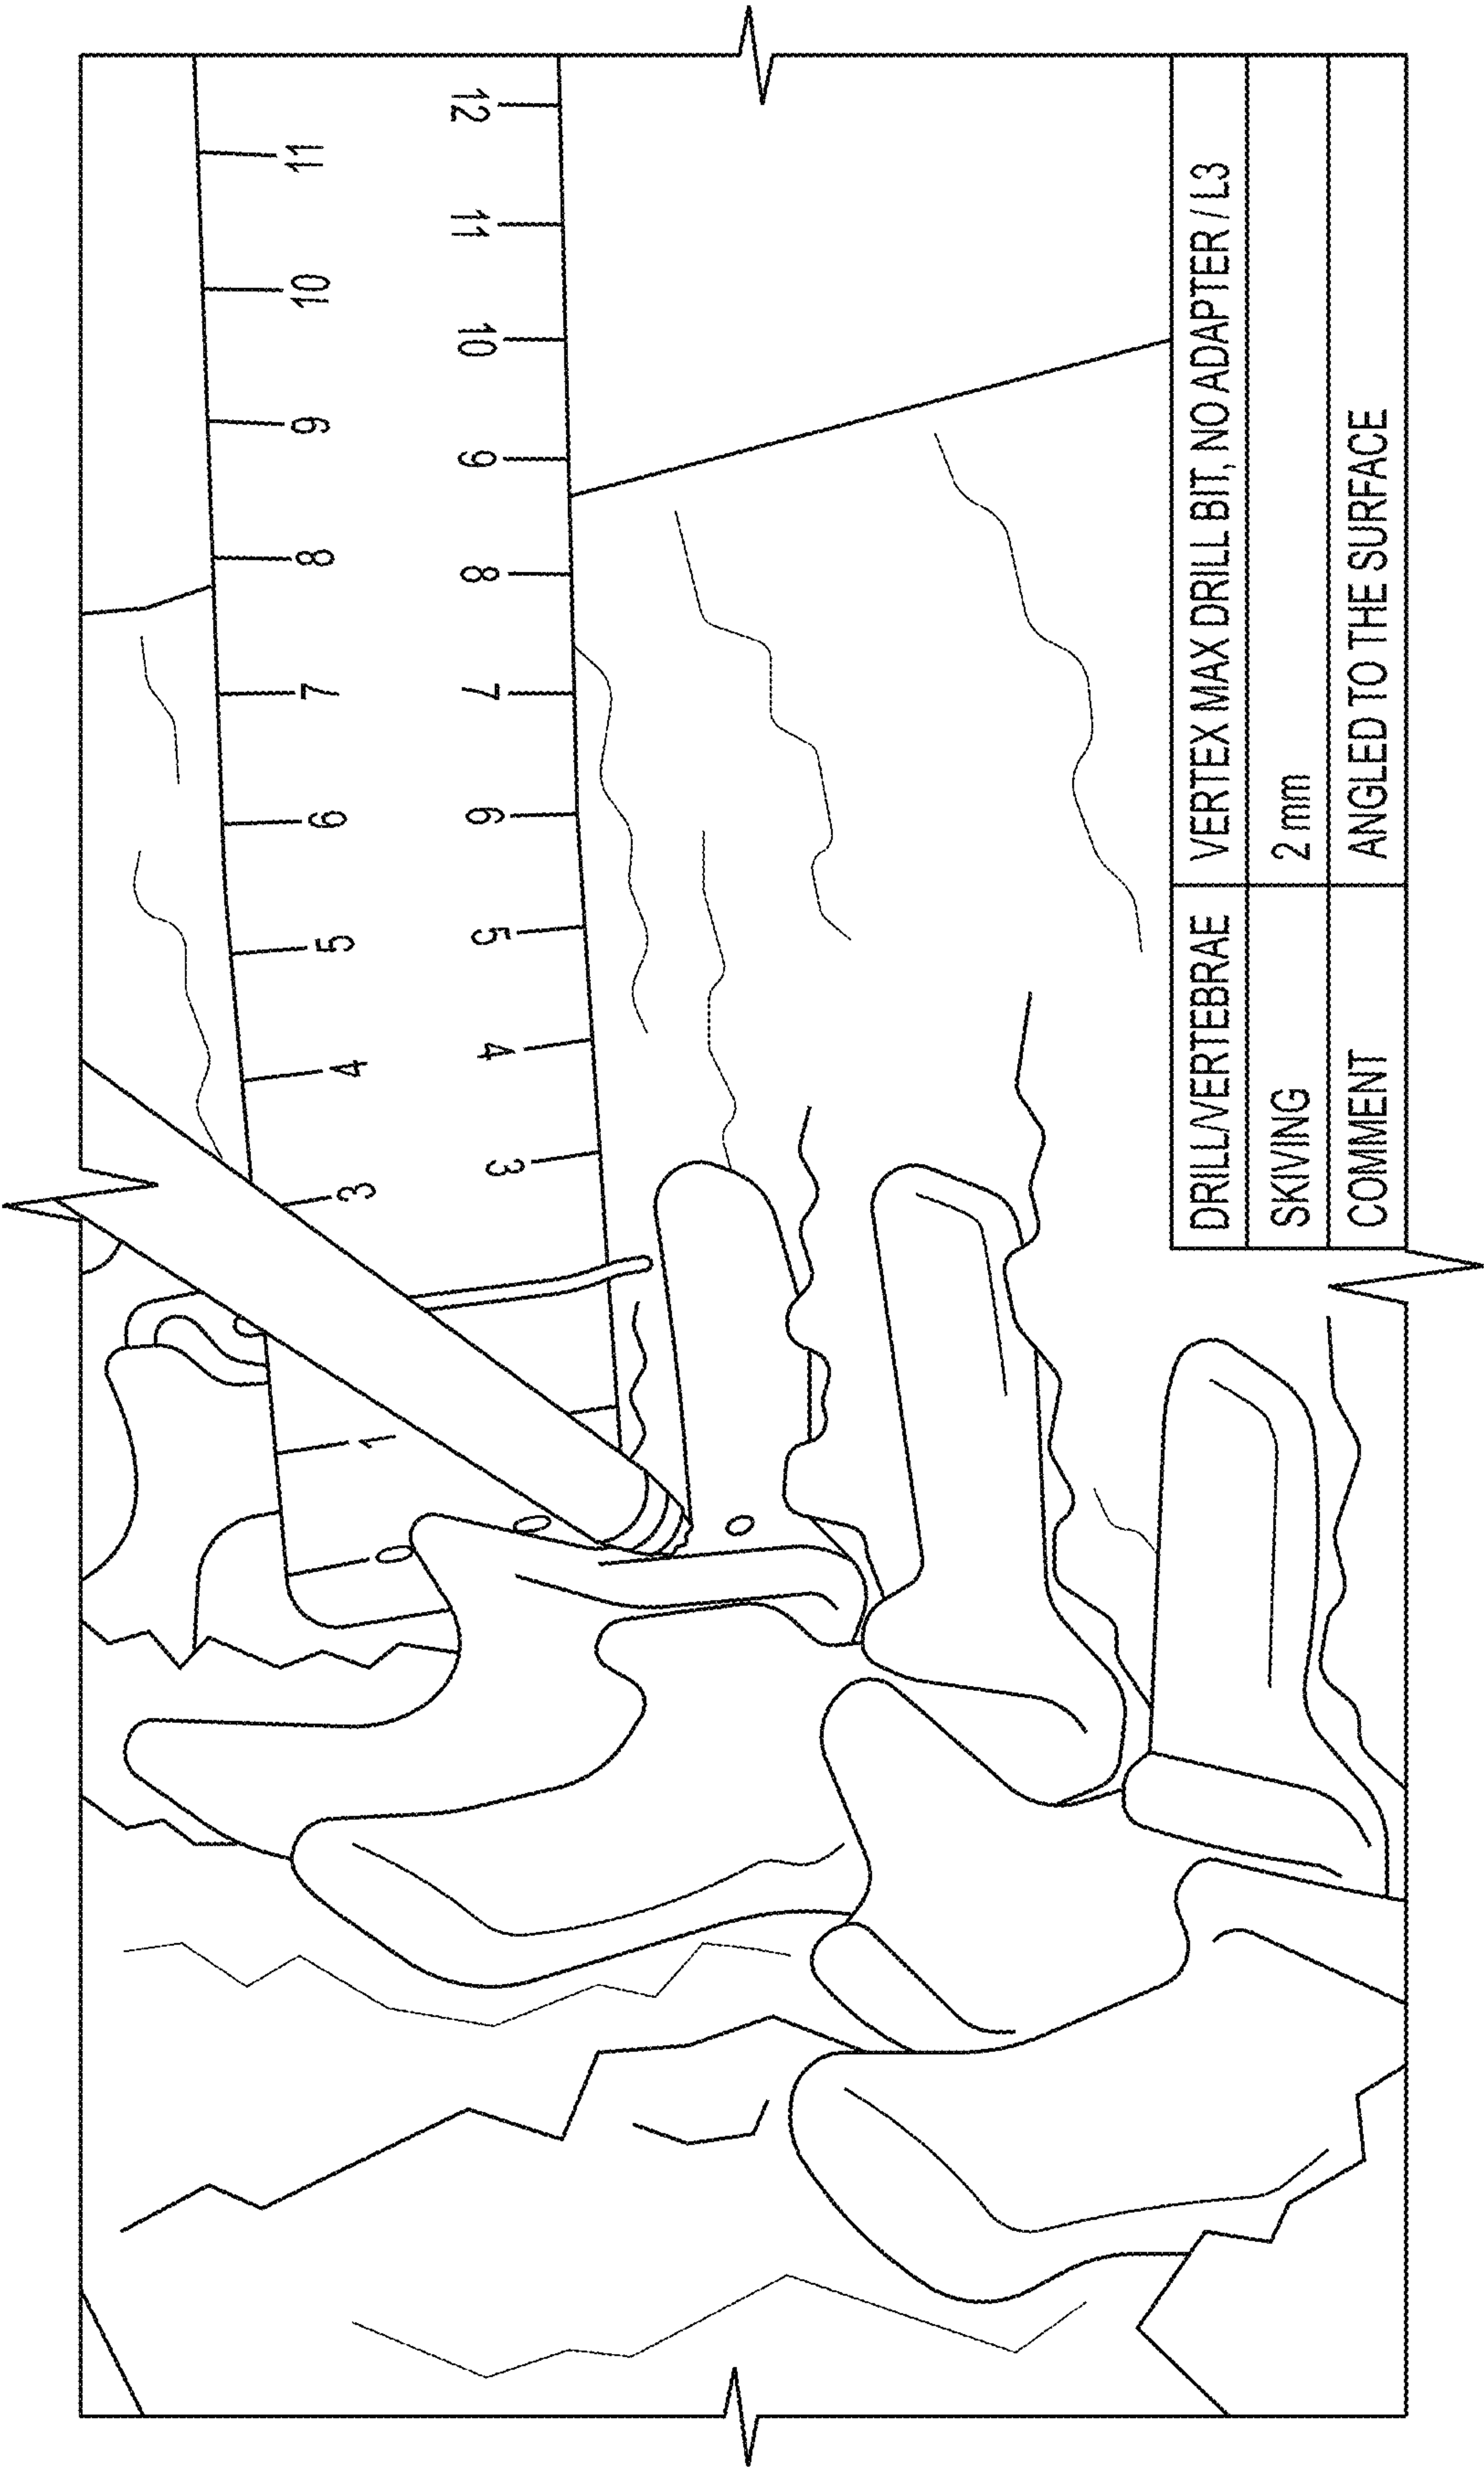 0 1 3 4 5 6 7 8 9 10 11
0 3 4 5 6 7 8 9 10 11 12
DRILL/VERTEBRAE VERTEX MAX DRILL BIT, NO ADAPTER / L3
SKIVING 2 mm
COMMENT ANGLED TO THE SURFACE